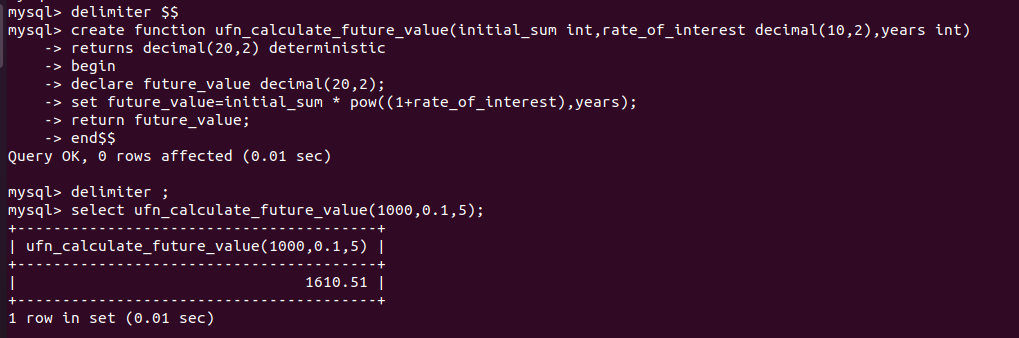 mysql> delimiter $$
mysql> create function ufn_calculate_future_value(initial_sum int,rate_of_interest decimal(10,2),years int)
    -> returns decimal(20,2) deterministic
    -> begin
    -> declare future_value decimal(20,2);
    -> set future_value=initial_sum * pow((1+rate_of_interest),years);
    -> return future_value;
    -> end$$
Query OK, 0 rows affected (0.01 sec)

mysql> delimiter ;
mysql> select ufn_calculate_future_value(1000,0.1,5);
+----------------------------------------+
| ufn_calculate_future_value(1000,0.1,5) |
+----------------------------------------+
|                                1610.51 |
+----------------------------------------+
1 row in set (0.01 sec)